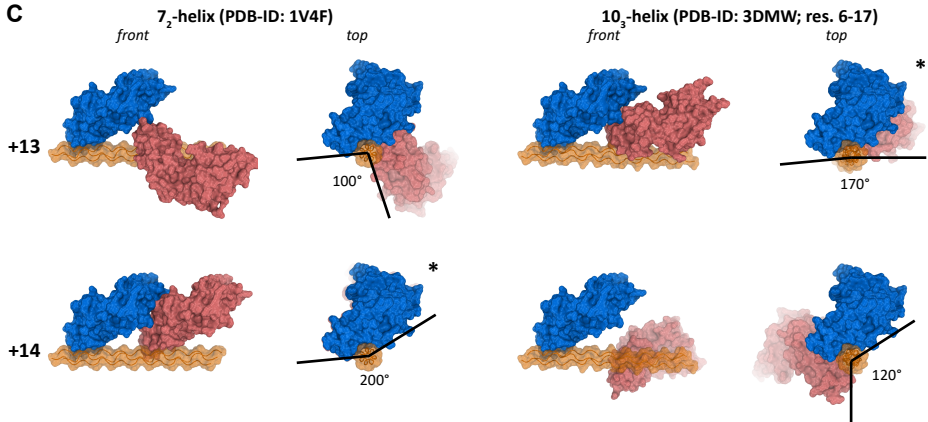 C
7₂-helix (PDB-ID: 1V4F)
10₃-helix (PDB-ID: 3DMW; res. 6-17)
front
top
front
top
*
+13
100°
170°
*
+14
200°
120°